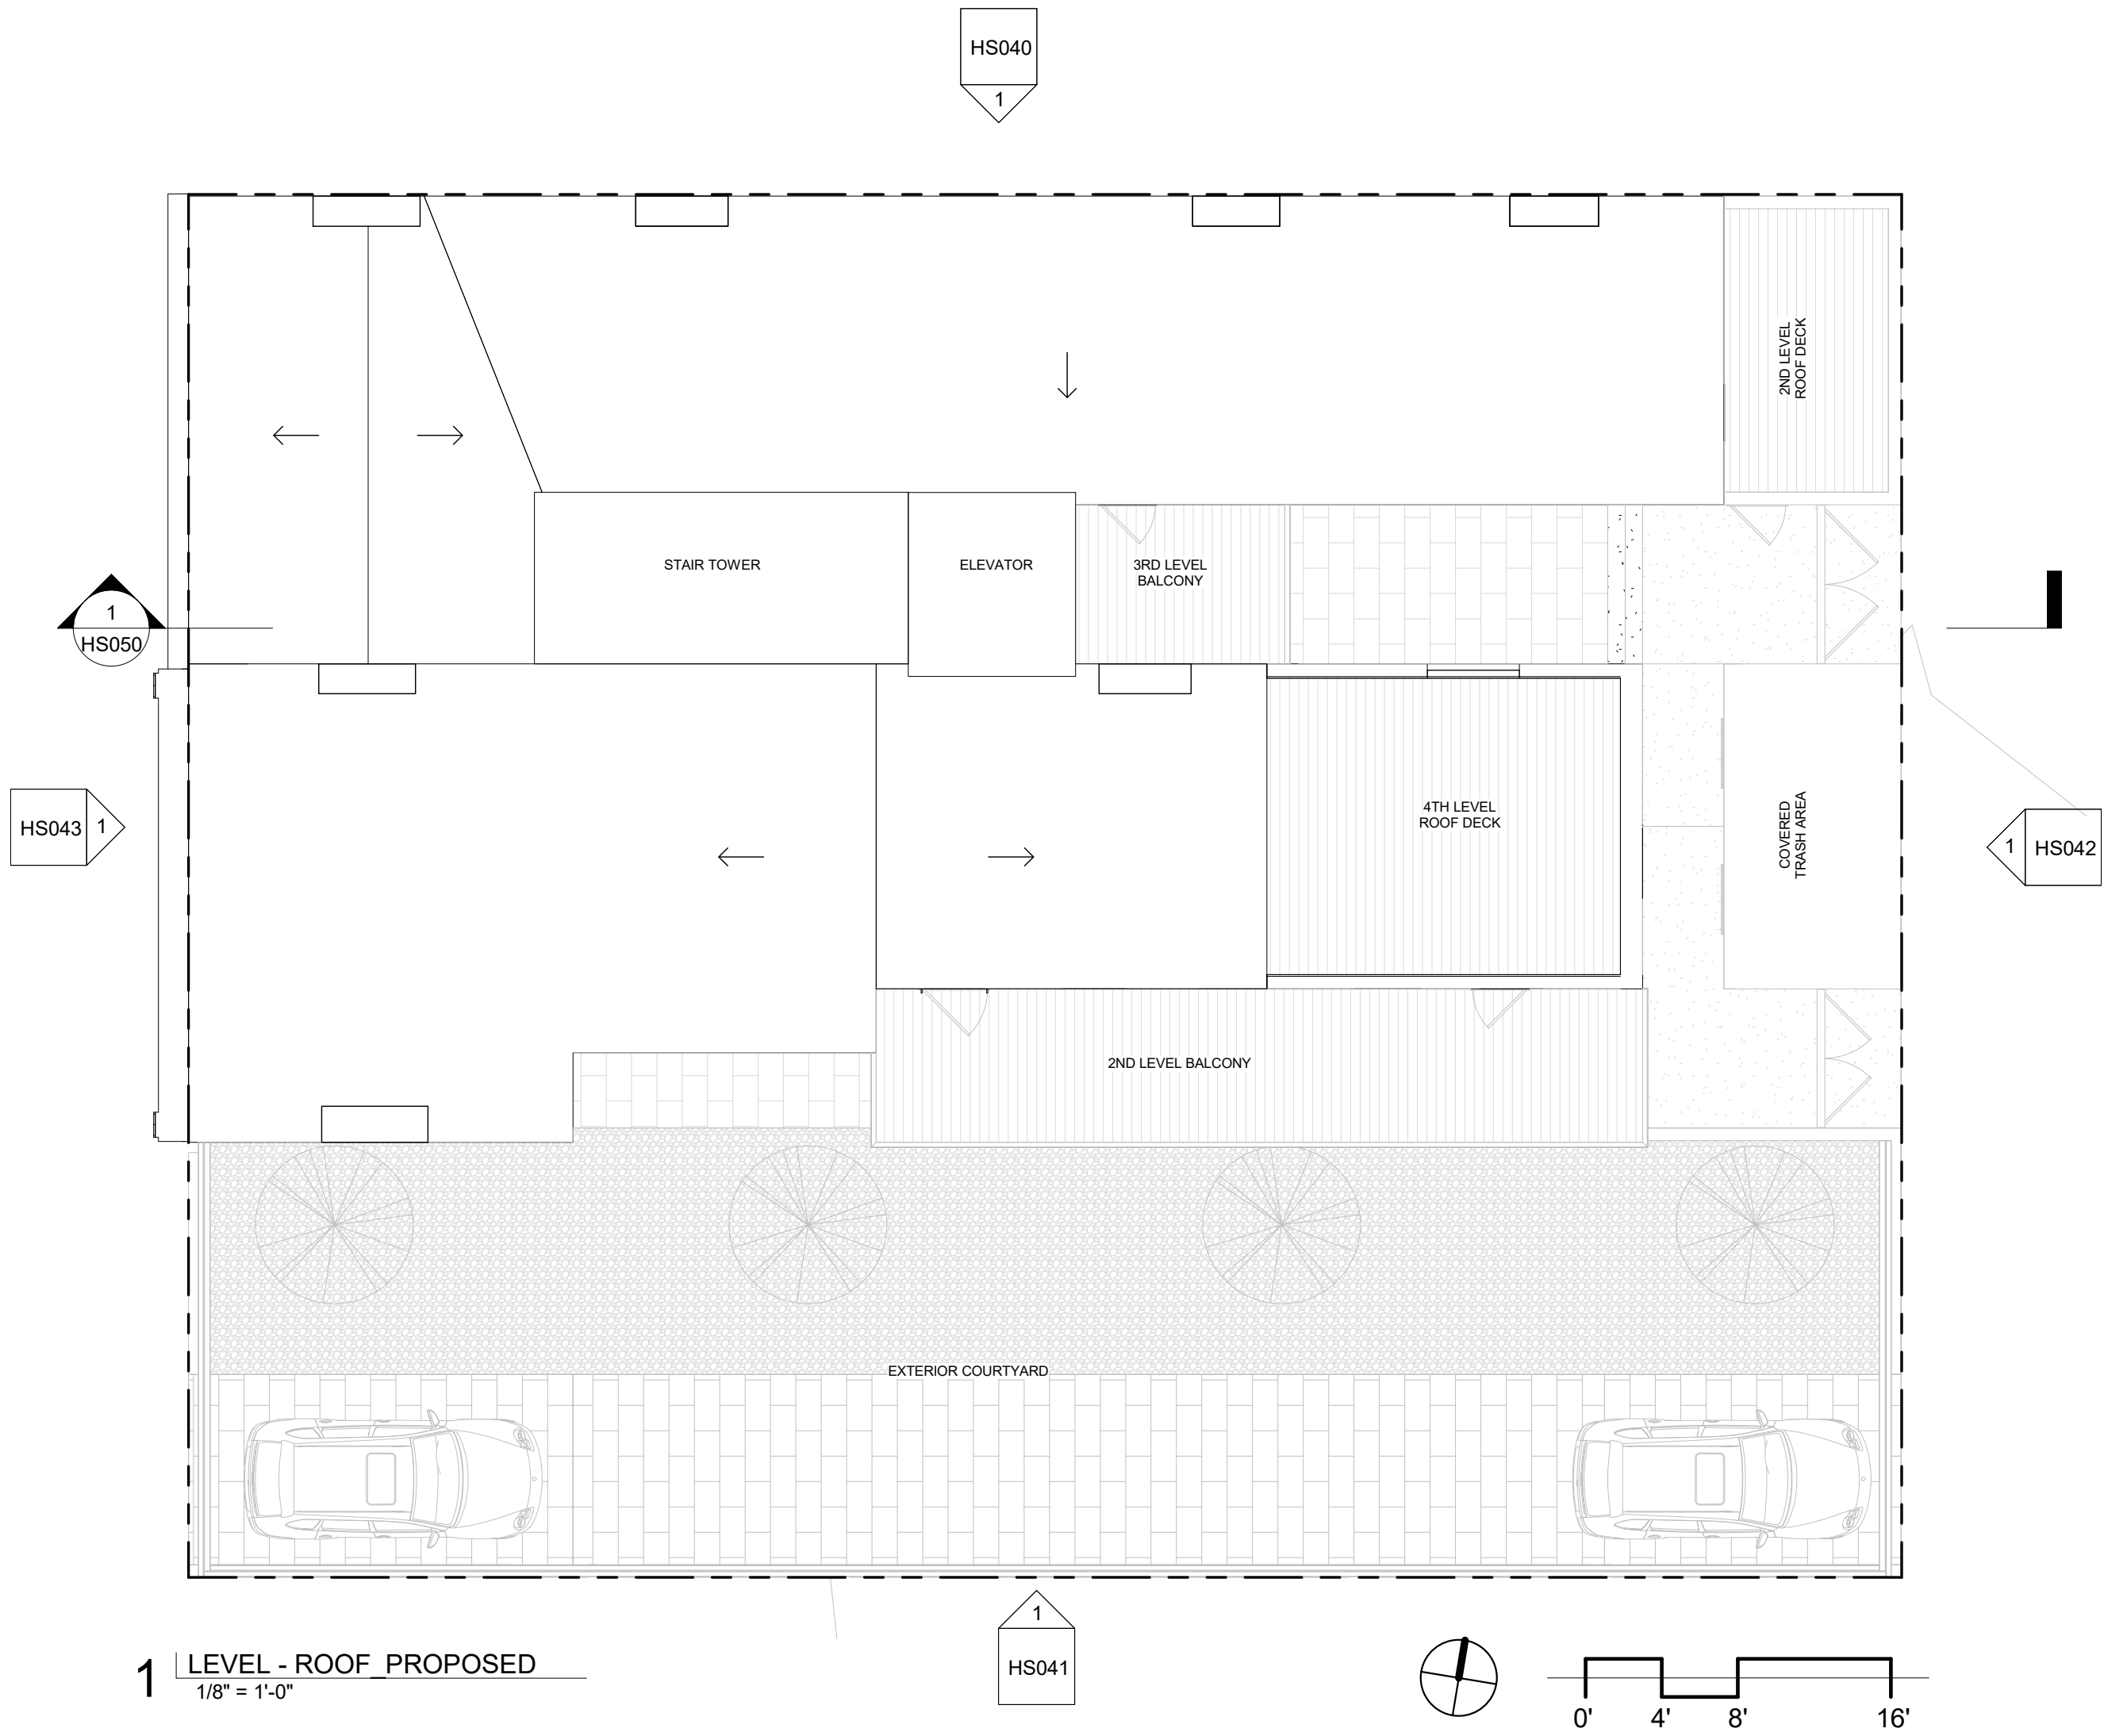 HS040
1
2ND LEVEL
ROOF DECK
STAIR TOWER
ELEVATOR
3RD LEVEL
BALCONY
1
HS050
HS043
1
4TH LEVEL
ROOF DECK
COVERED
TRASH AREA
1
HS042
2ND LEVEL BALCONY
EXTERIOR COURTYARD
1
HS041
1
LEVEL - ROOF_PROPOSED
1/8" = 1'-0"
0' 4' 8' 16'